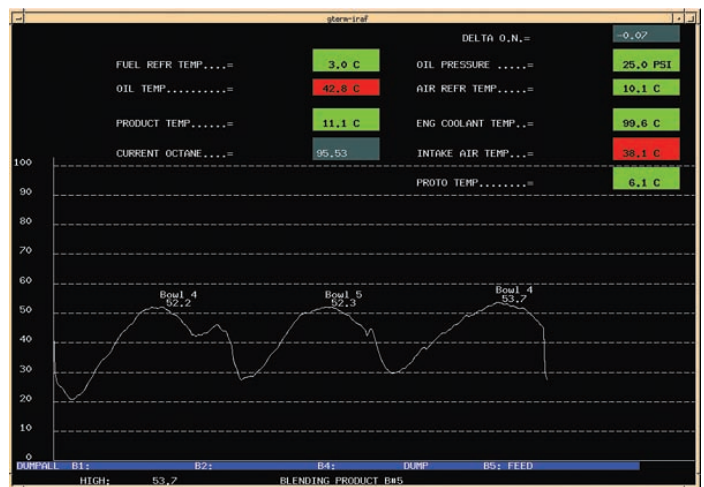 gterm-iraf
DELTA O.N.= -0.07
FUEL REFR TEMP....= 3.0 C OIL PRESSURE .....= 25.0 PSI
OIL TEMP..........= 42.8 C AIR REFR TEMP.....= 10.1 C
PRODUCT TEMP......= 11.1 C ENG COOLANT TEMP..= 99.6 C
CURRENT OCTANE....= 95.53 INTAKE AIR TEMP...= 38.1 C
PROTO TEMP........= 6.1 C
100
90
80
70
60
Bowl 4 Bowl 5 Bowl 4
52.2 52.3 53.7
50
40
30
20
10
0
DUMPALL B1: B2: B4: DUMP B5: FEED
HIGH: 53.7 BLENDING PRODUCT B#5